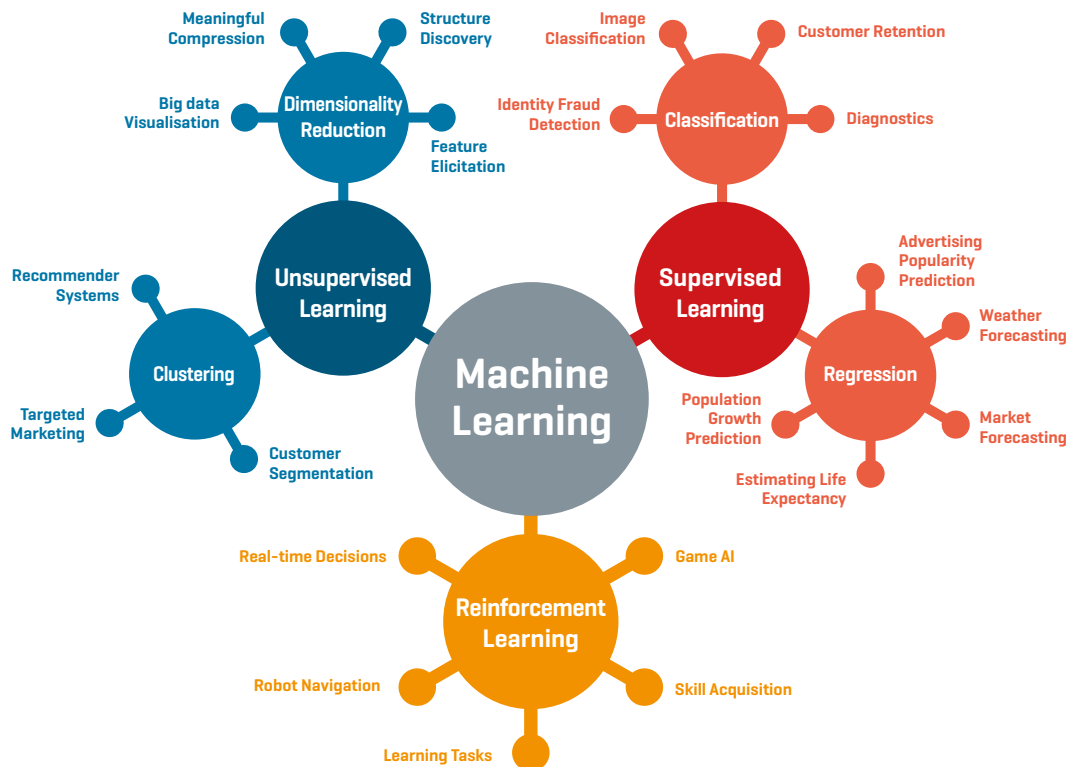 Meaningful
Compression
Structure
Discovery
Big data
Visualisation
Dimensionality
Reduction
Feature
Elicitation
Image
Classification
Customer Retention
Identity Fraud
Detection
Classification
Diagnostics
Unsupervised
Learning
Recommender
Systems
Clustering
Targeted
Marketing
Customer
Segmentation
Machine
Learning
Supervised
Learning
Advertising
Popularity
Prediction
Weather
Forecasting
Regression
Population
Growth
Prediction
Market
Forecasting
Estimating Life
Expectancy
Real-time Decisions
Game AI
Reinforcement
Learning
Robot Navigation
Skill Acquisition
Learning Tasks